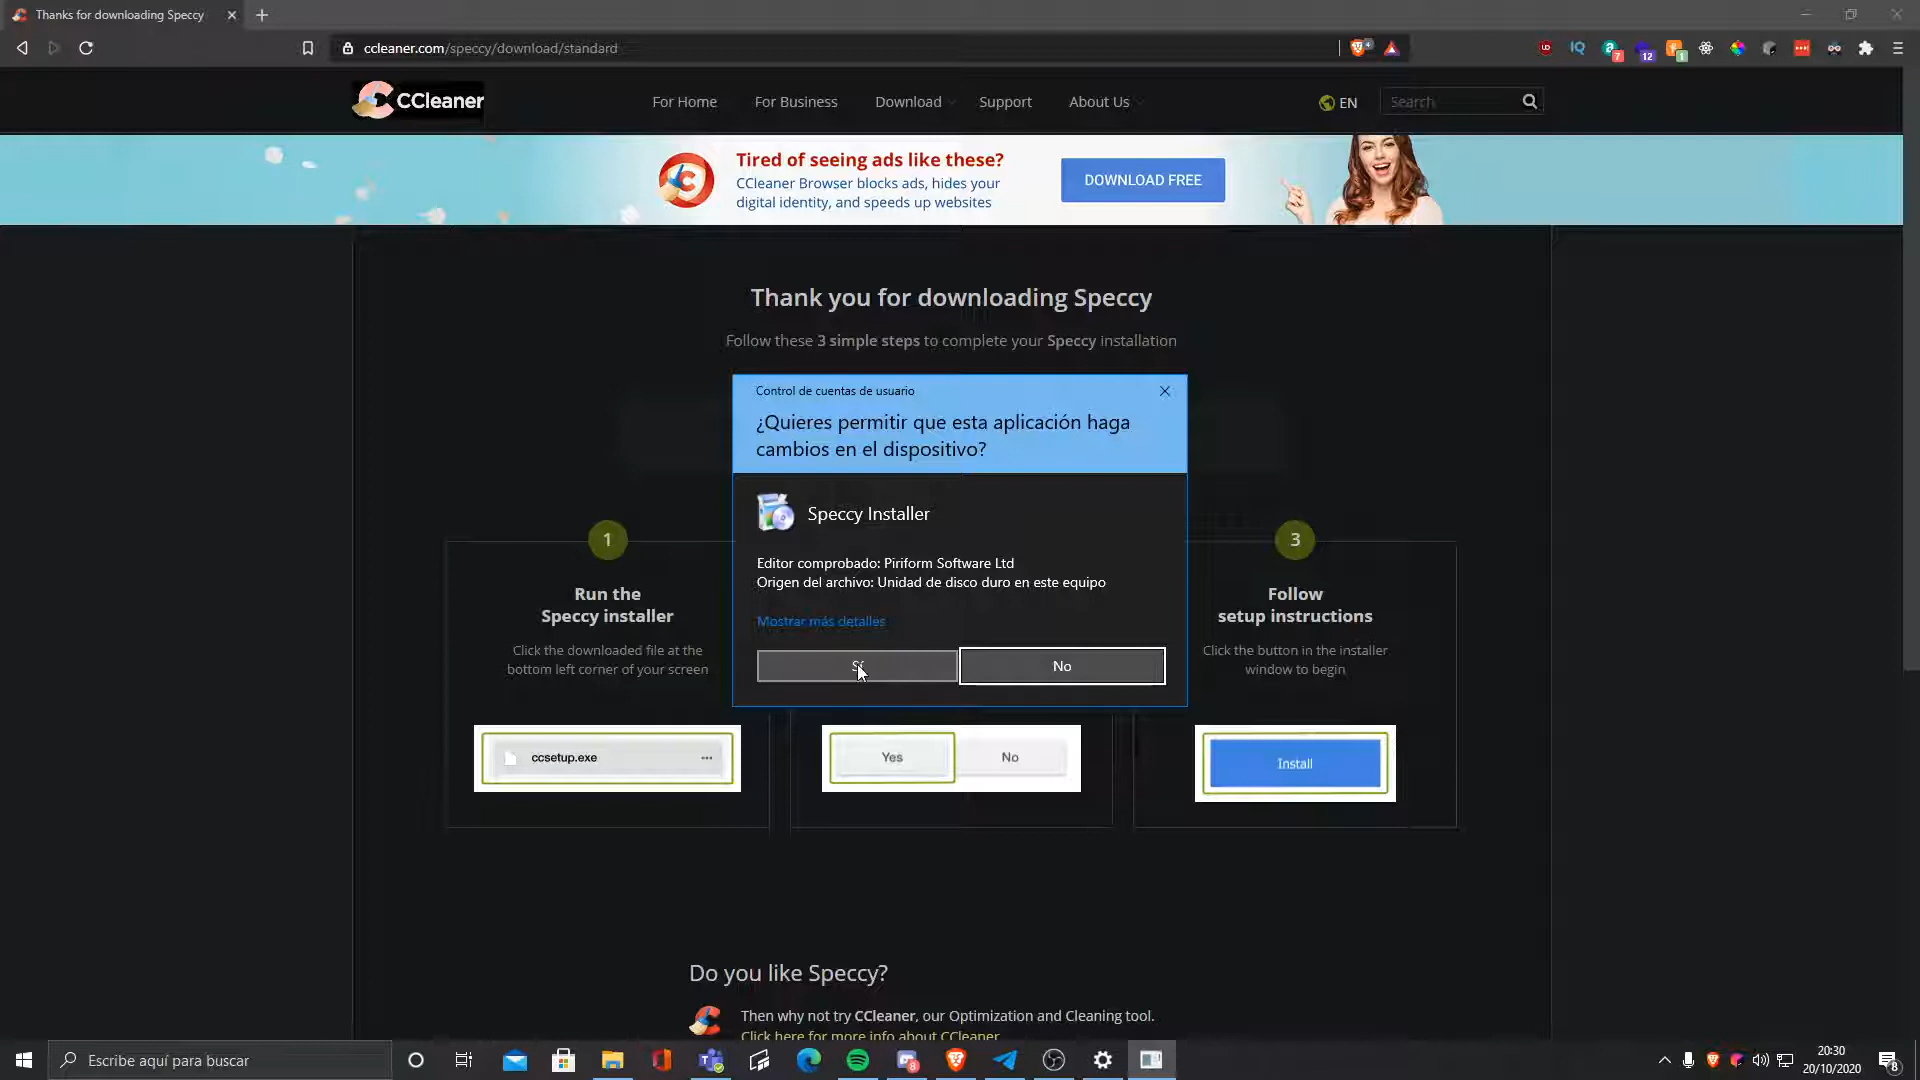 Thanks for downloading Speccy
ccleaner.com/speccy/download/standard
7
12
1
CCleaner
For Home
For Business
Download
Support
About Us
EN
Search
Tired of seeing ads like these?
CCleaner Browser blocks ads, hides your
digital identity, and speeds up websites
DOWNLOAD FREE
Thank you for downloading Speccy
Follow these 3 simple steps to complete your Speccy installation
Control de cuentas de usuario
¿Quieres permitir que esta aplicación haga
cambios en el dispositivo?
Speccy Installer
Editor comprobado: Piriform Software Ltd
Origen del archivo: Unidad de disco duro en este equipo
Mostrar más detalles
Sí
No
1
Run the
Speccy installer
Click the downloaded file at the
bottom left corner of your screen
ccsetup.exe
Yes
No
3
Follow
setup instructions
Click the button in the installer
window to begin
Install
Do you like Speccy?
Then why not try CCleaner, our Optimization and Cleaning tool.
Click here for more info about CCleaner
Escribe aquí para buscar
8
20:30
20/10/2020
8